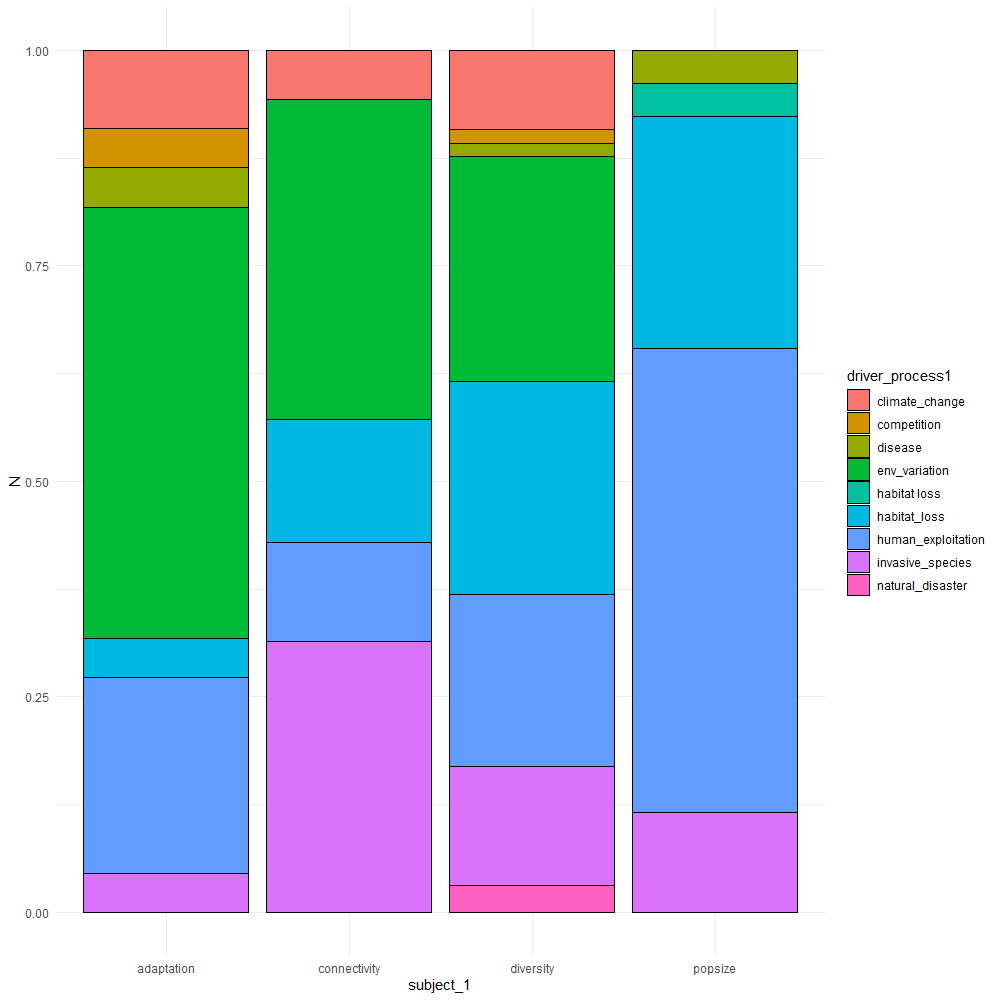 1.00
0.75
0.50
0.25
0.00
N
adaptation
connectivity
diversity
popsize
subject_1
driver_process1
climate_change
competition
disease
env_variation
habitat loss
habitat_loss
human_exploitation
invasive_species
natural_disaster